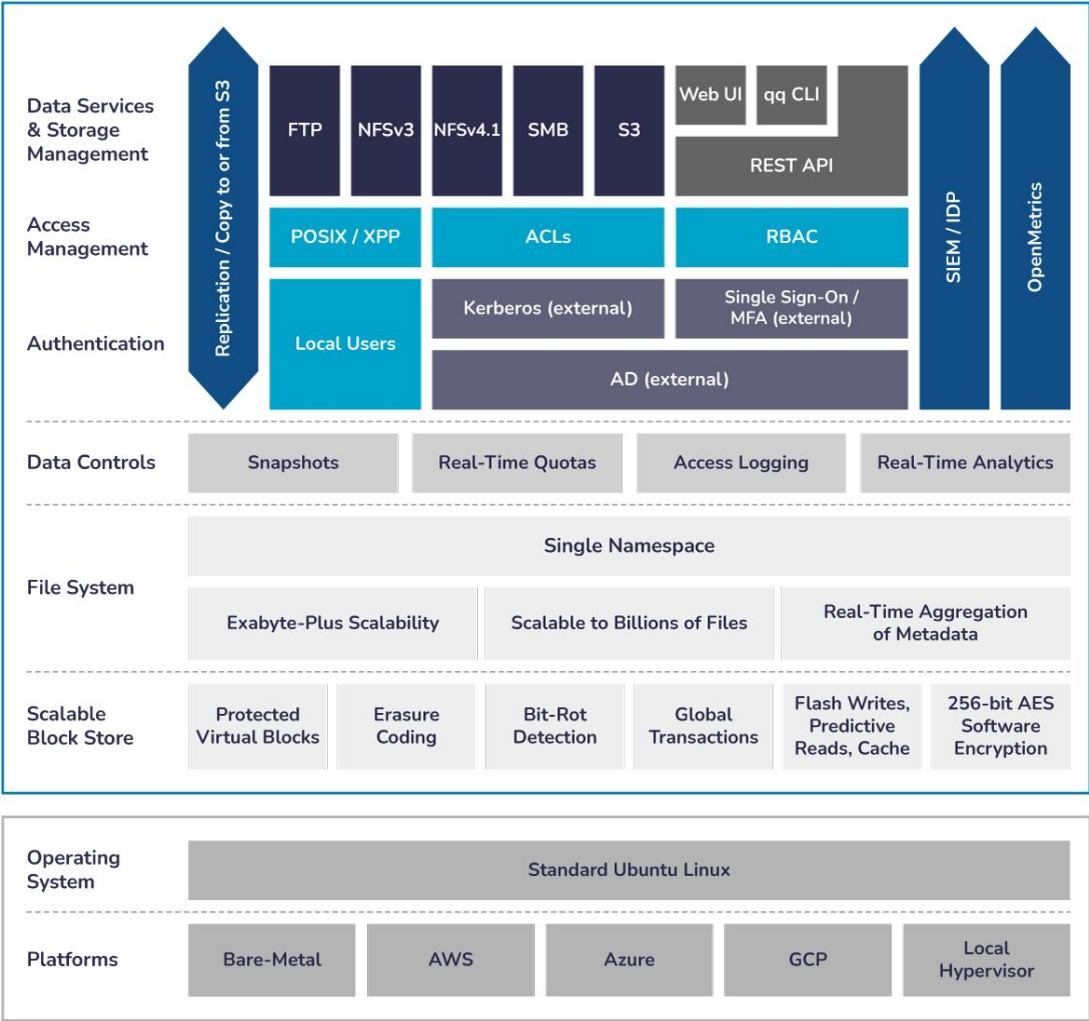 Data Services
& Storage
Management
Replication / Copy to or from S3
FTP
NFSv3
NFSv4.1
SMB
S3
Web UI
qq CLI
REST API
SIEM / IDP
OpenMetrics
Access
Management
POSIX / XPP
ACLs
RBAC
Authentication
Local Users
Kerberos (external)
Single Sign-On /
MFA (external)
AD (external)
Data Controls
Snapshots
Real-Time Quotas
Access Logging
Real-Time Analytics
File System
Single Namespace
Exabyte-Plus Scalability
Scalable to Billions of Files
Real-Time Aggregation
of Metadata
Scalable
Block Store
Protected
Virtual Blocks
Erasure
Coding
Bit-Rot
Detection
Global
Transactions
Flash Writes,
Predictive
Reads, Cache
256-bit AES
Software
Encryption
Operating
System
Standard Ubuntu Linux
Platforms
Bare-Metal
AWS
Azure
GCP
Local
Hypervisor